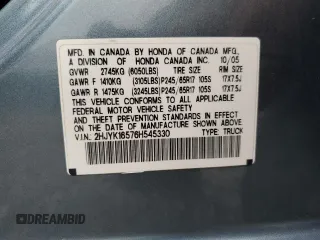 MFD. IN CANADA BY HONDA OF CANADA MFG.,
A DIVISION OF HONDA CANADA INC. 10/05
GVWR 2745KG (6050LBS) TIRE SIZE RIM SIZE
GAWR F 1410KG (3105LBS) P245/65R17 105S 17X7.5J
GAWR R 1475KG (3245LBS) P245/65R17 105S 17X7.5J
THIS VEHICLE CONFORMS TO ALL APPLICABLE
FEDERAL MOTOR VEHICLE SAFETY STANDARDS IN
EFFECT ON THE DATE OF MANUFACTURE SHOWN ABOVE.
V.I.N.: 2HJYK16576H545330 TYPE: TRUCK
© DREAMBID